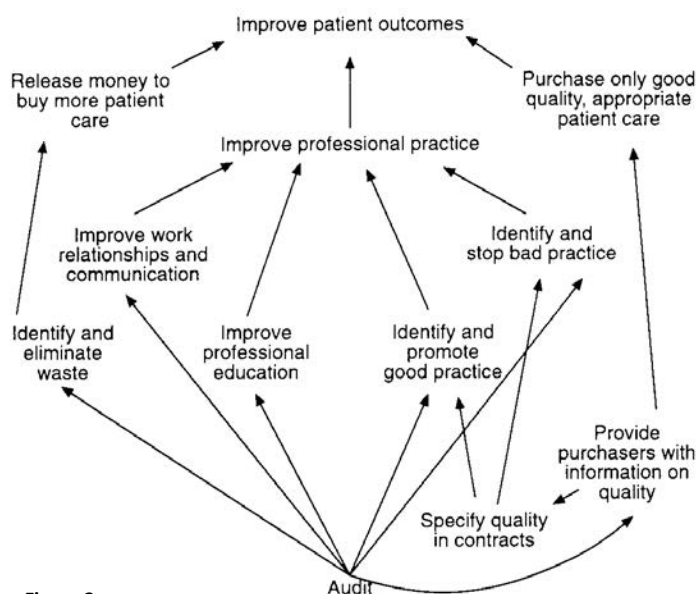 Improve patient outcomes
Release money to
buy more patient
care
Purchase only good
quality, appropriate
patient care
Improve professional practice
Improve work
relationships and
communication
Identify and
stop bad practice
Identify and
eliminate
waste
Improve
professional
education
Identify and
promote
good practice
Provide
purchasers with
information on
quality
Specify quality
in contracts
Audit